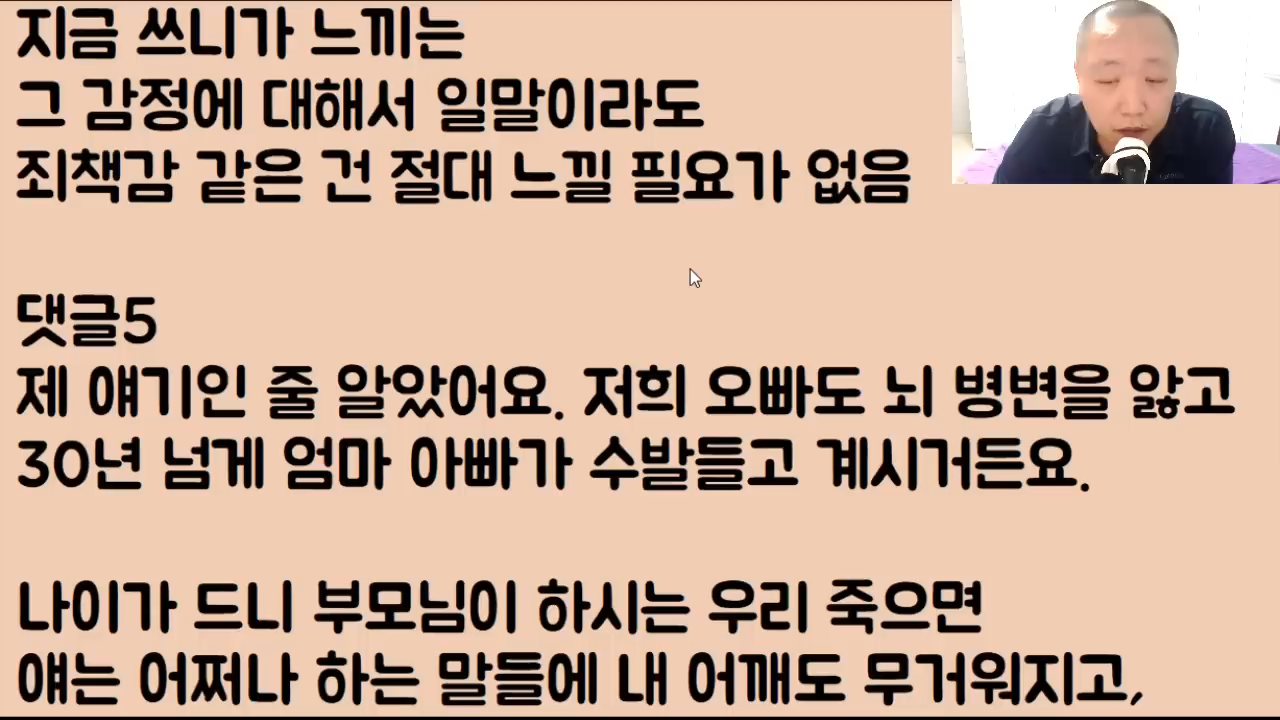 지금 쓰니가 느끼는
그 감정에 대해서 일말이라도
죄책감 같은 건 절대 느낄 필요가 없음
댓글5
제 얘기인 줄 알았어요. 저희 오빠도 뇌 병변을 앓고
30년 넘게 엄마 아빠가 수발들고 계시거든요.
나이가 드니 부모님이 하시는 우리 죽으면
얘는 어쩌나 하는 말들에 내 어깨도 무거워지고,